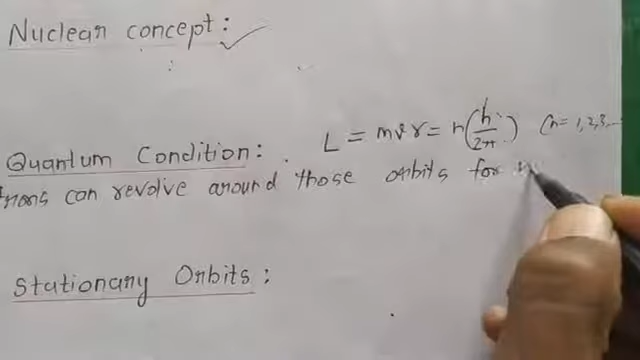 Nuclear concept:
L = mvr = n(h/2π) (n= 1,2,3,...
Quantum Condition:
trons can revolve around those orbits for
Stationary Orbits: